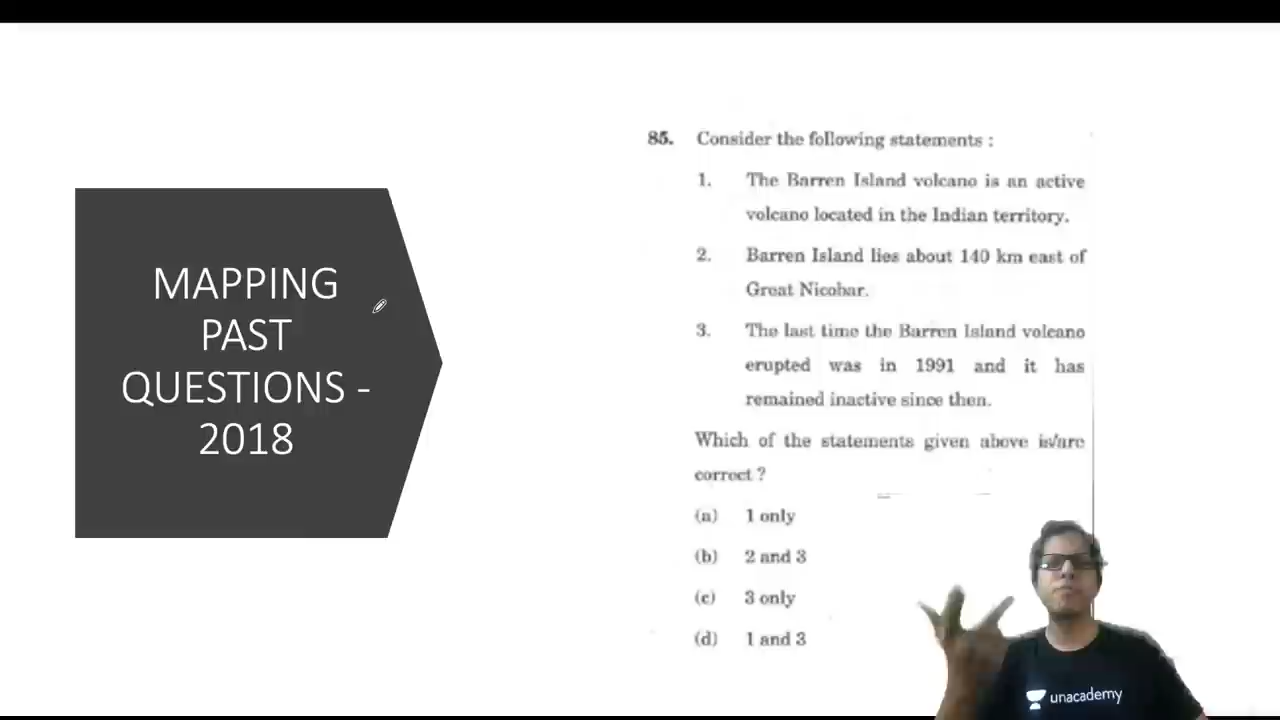 MAPPING
PAST
QUESTIONS -
2018
85. Consider the following statements :
1. The Barren Island volcano is an active
volcano located in the Indian territory.
2. Barren Island lies about 140 km east of
Great Nicobar.
3. The last time the Barren Island volcano
erupted was in 1991 and it has
remained inactive since then.
Which of the statements given above is/are
correct ?
(a) 1 only
(b) 2 and 3
(c) 3 only
(d) 1 and 3
unacademy